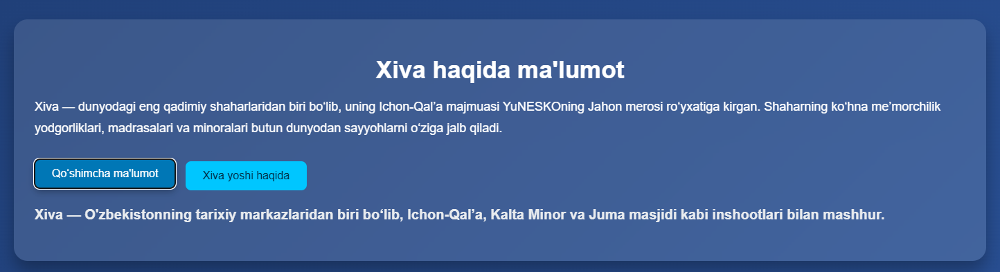 Xiva haqida ma'lumot
Xiva — dunyodagi eng qadimiy shaharlaridan biri bo‘lib, uning Ichon-Qal’a majmuasi YuNESKOning Jahon merosi ro‘yxatiga kirgan. Shaharning ko‘hna me’morchilik
yodgorliklari, madrasalari va minoralari butun dunyodan sayyohlarni o‘ziga jalb qiladi.
Qo‘shimcha ma'lumot
Xiva yoshi haqida
Xiva — O'zbekistonning tarixiy markazlaridan biri bo‘lib, Ichon-Qal’a, Kalta Minor va Juma masjidi kabi inshootlari bilan mashhur.